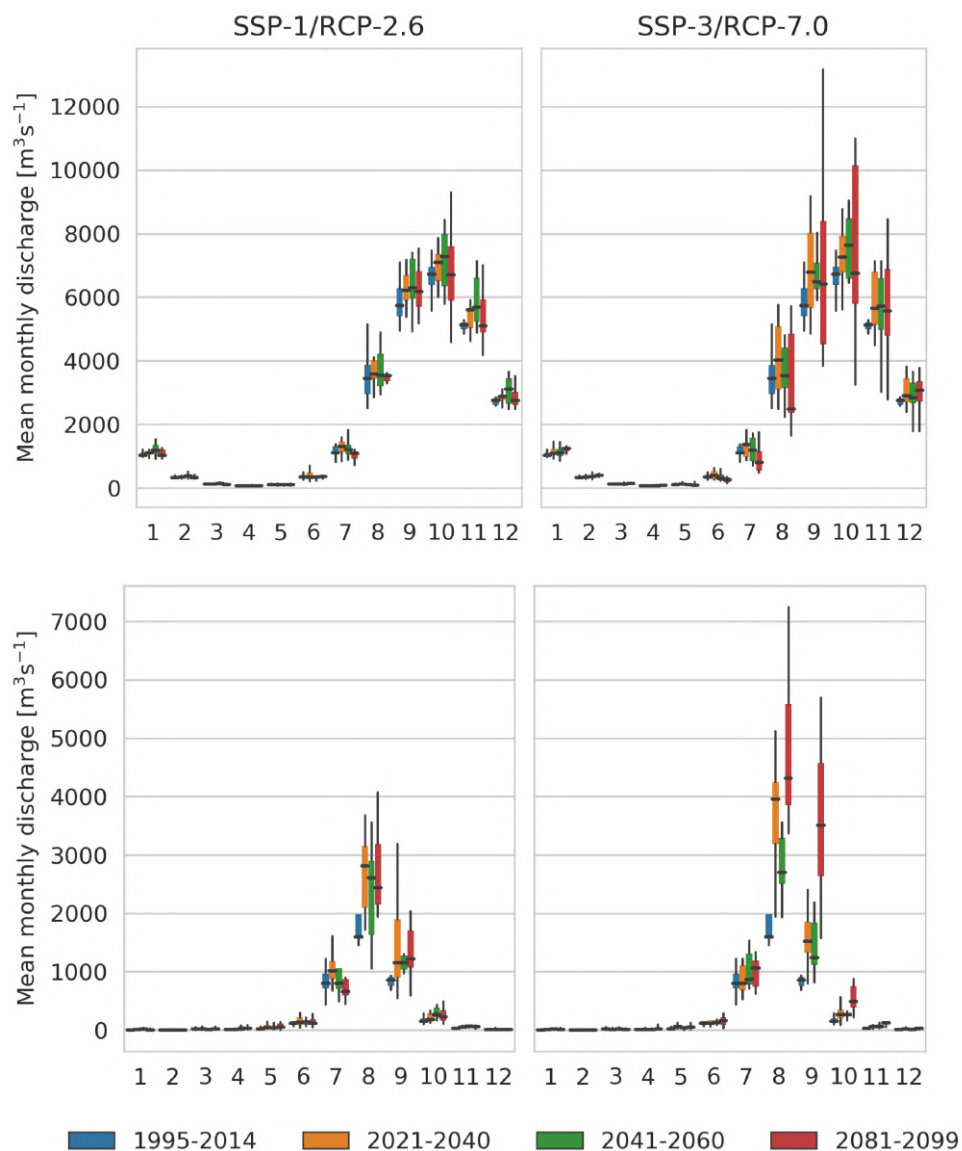 SSP-1/RCP-2.6 SSP-3/RCP-7.0
Mean monthly discharge [m³s⁻¹]
12000
10000
8000
6000
4000
2000
0
1 2 3 4 5 6 7 8 9 10 11 12 1 2 3 4 5 6 7 8 9 10 11 12
Mean monthly discharge [m³s⁻¹]
7000
6000
5000
4000
3000
2000
1000
0
1 2 3 4 5 6 7 8 9 10 11 12 1 2 3 4 5 6 7 8 9 10 11 12
1995-2014 2021-2040 2041-2060 2081-2099